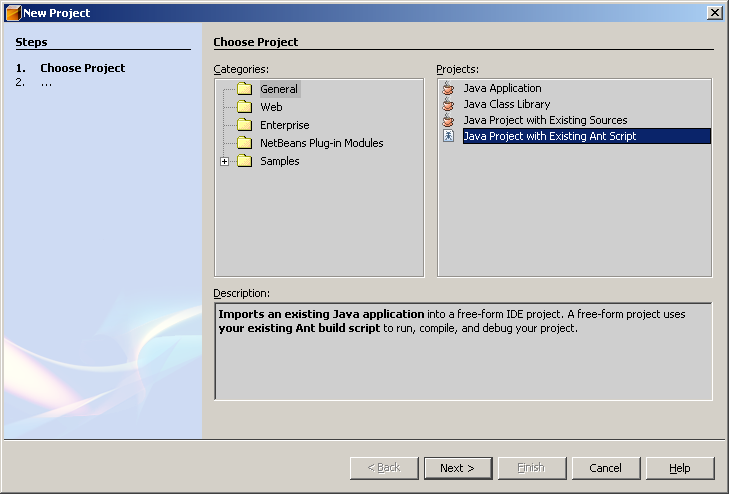 New Project
Steps
1. Choose Project
2. ...
Choose Project
Categories:
General
Web
Enterprise
NetBeans Plug-in Modules
Samples
Projects:
Java Application
Java Class Library
Java Project with Existing Sources
Java Project with Existing Ant Script
Description:
Imports an existing Java application into a free-form IDE project. A free-form project uses
your existing Ant build script to run, compile, and debug your project.
< Back
Next >
Finish
Cancel
Help